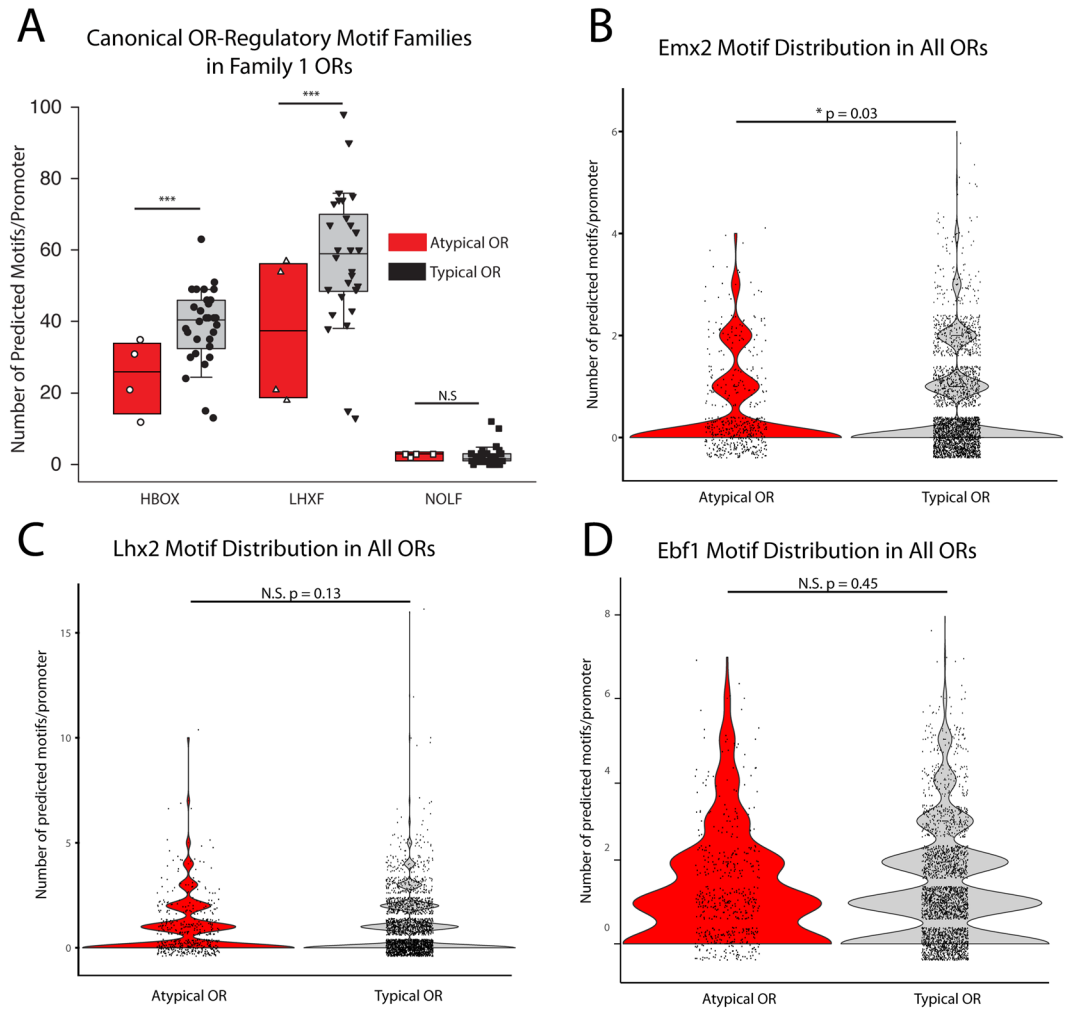 A
Canonical OR-Regulatory Motif Families
in Family 1 ORs
Number of Predicted Motifs/Promoter
100
80
60
40
20
0
***
***
N.S
Atypical OR
Typical OR
HBOX
LHXF
NOLF
B
Emx2 Motif Distribution in All ORs
* p = 0.03
Number of predicted motifs/promoter
6
4
2
0
Atypical OR
Typical OR
C
Lhx2 Motif Distribution in All ORs
N.S. p = 0.13
Number of predicted motifs/promoter
15
10
5
0
Atypical OR
Typical OR
D
Ebf1 Motif Distribution in All ORs
N.S. p = 0.45
Number of predicted motifs/promoter
8
6
4
2
0
Atypical OR
Typical OR